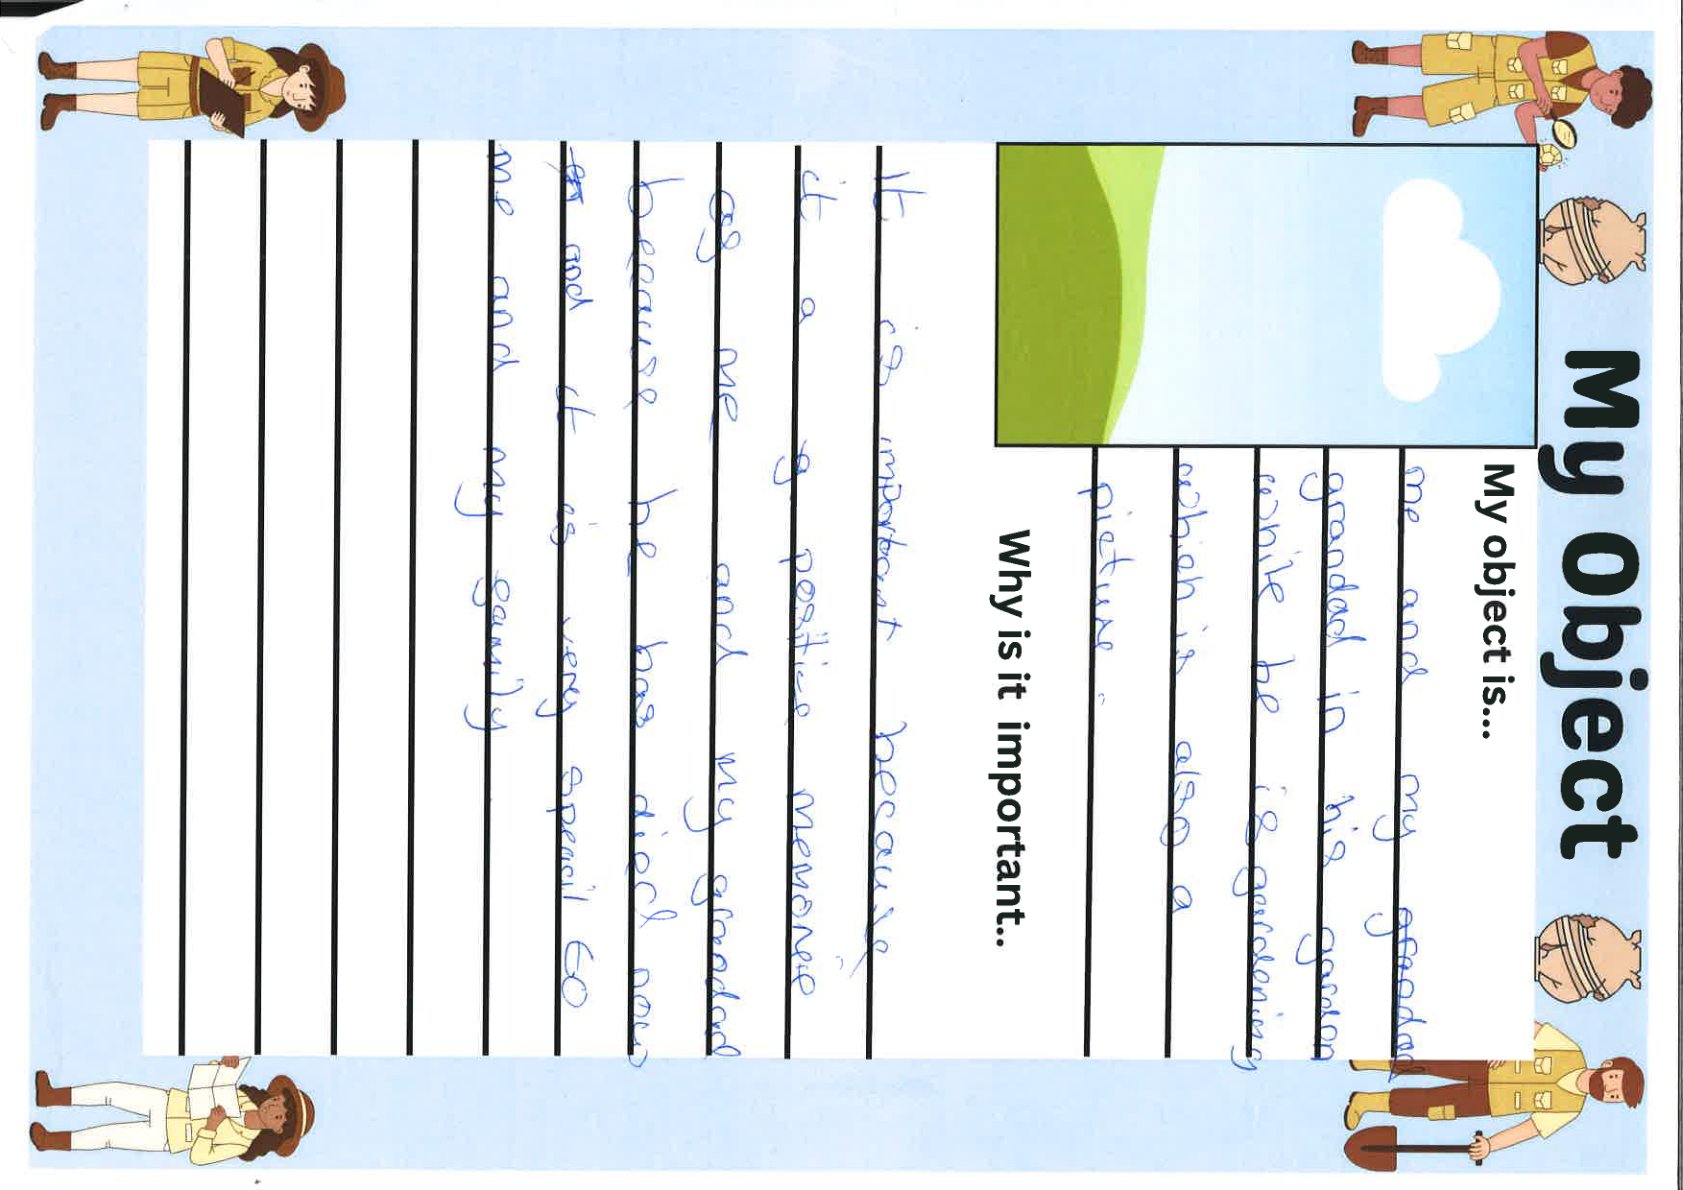 My Object
My object is...
me and my grandad
grandad in his garden
while he is gardening
which is also a
picture.
Why is it important..
It is important because
it a g positive memorie
of me and my grandad
because he has died now
and it is very speacil to
me and my family